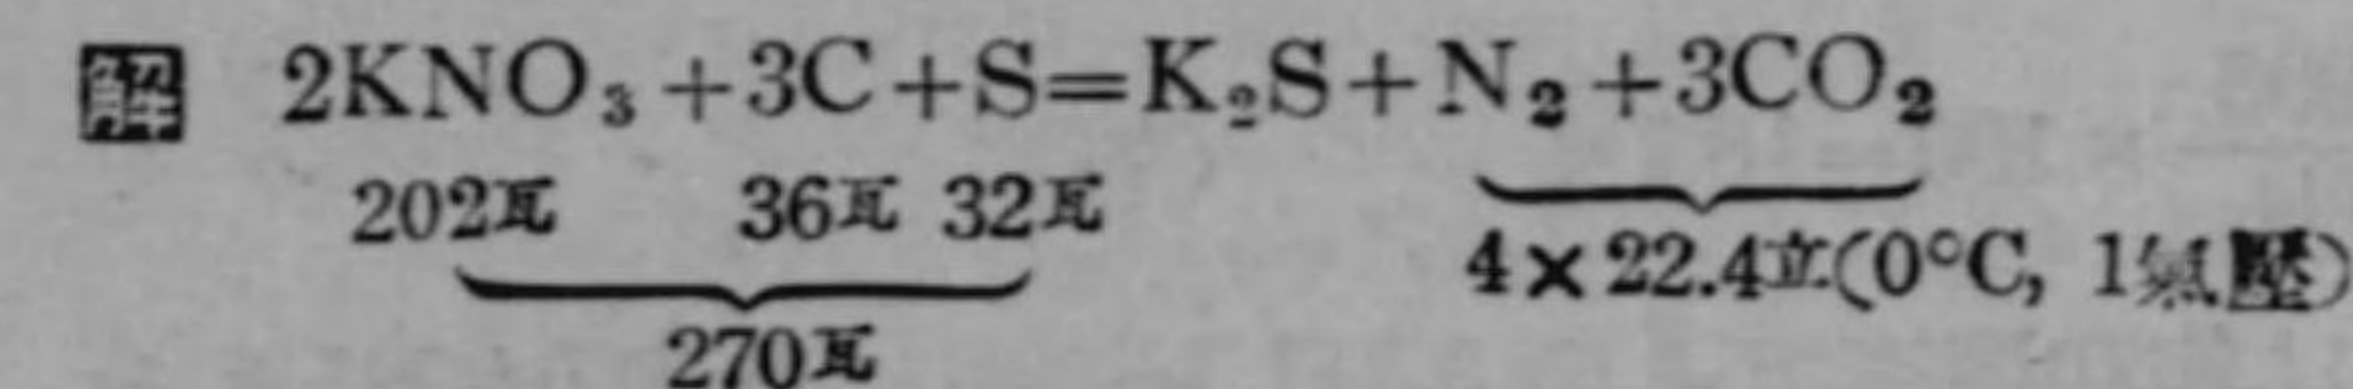 解 2KNO₃+3C+S=K₂S+N₂+3CO₂
202瓦 36瓦 32瓦
4×22.4立(0°C, 1氣壓)
270瓦